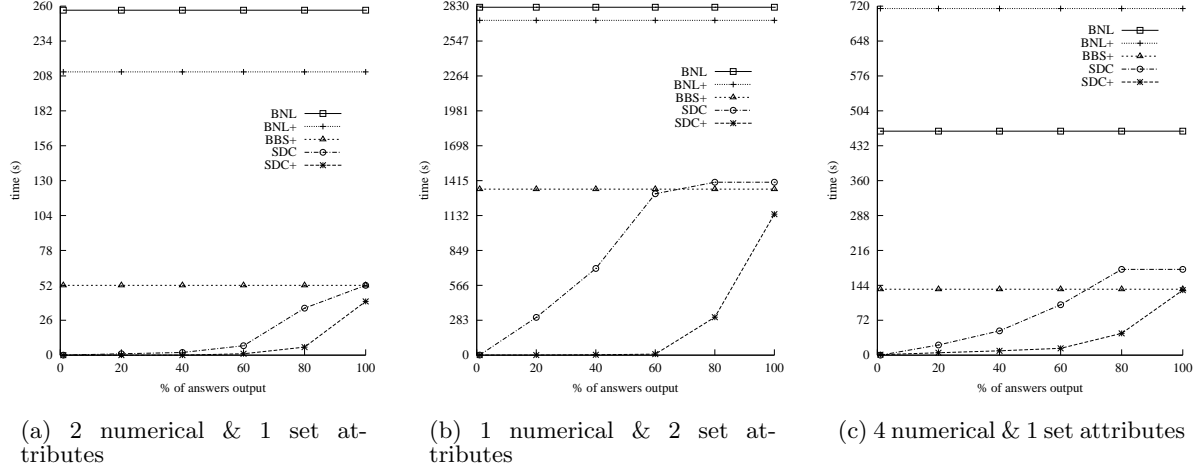 260
234
208
182
156
130
104
78
52
26
0
time (s)
0 20 40 60 80 100
% of answers output
BNL
BNL+
BBS+
SDC
SDC+
(a) 2 numerical & 1 set at-
tributes
2830
2547
2264
1981
1698
1415
1132
849
566
283
0
time (s)
0 20 40 60 80 100
% of answers output
BNL
BNL+
BBS+
SDC
SDC+
(b) 1 numerical & 2 set at-
tributes
720
648
576
504
432
360
288
216
144
72
0
time (s)
0 20 40 60 80 100
% of answers output
BNL
BNL+
BBS+
SDC
SDC+
(c) 4 numerical & 1 set attributes